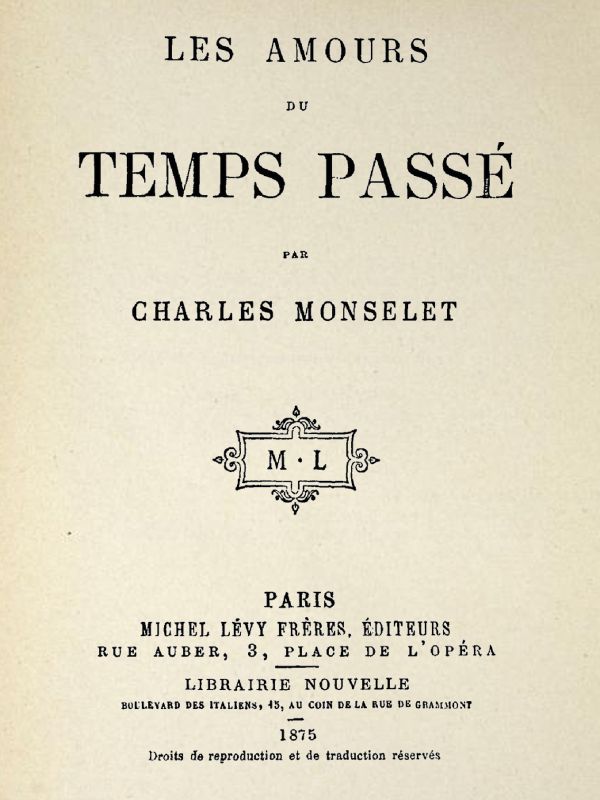 LES AMOURS
DU
TEMPS PASSÉ
PAR
CHARLES MONSELET
M · L
PARIS
MICHEL LÉVY FRÈRES, ÉDITEURS
RUE AUBER, 3, PLACE DE L'OPÉRA
LIBRAIRIE NOUVELLE
BOULEVARD DES ITALIENS, 15, AU COIN DE LA RUE DE GRAMMONT
1875
Droits de reproduction et de traduction réservés